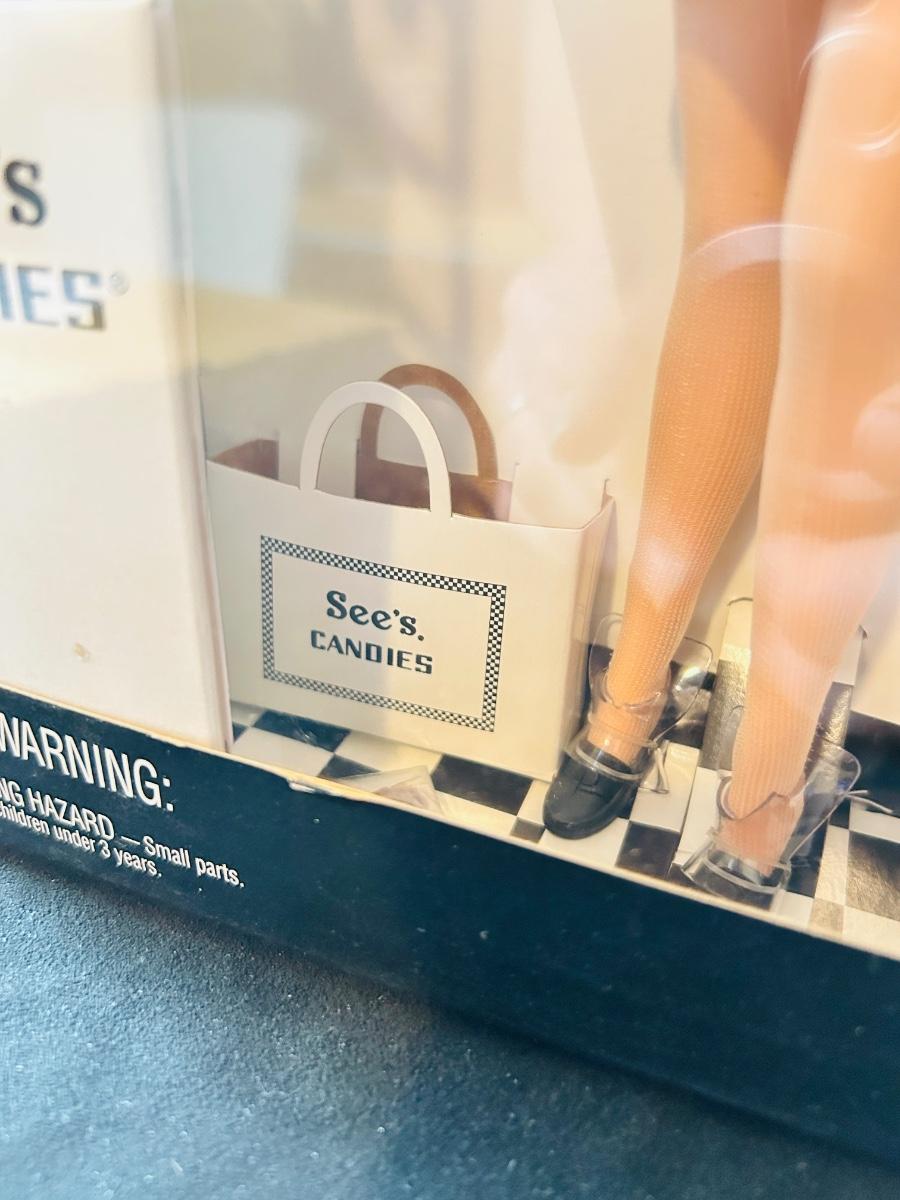 's
IES®
See's.
CANDIES
WARNING:
NG HAZARD — Small parts.
children under 3 years.